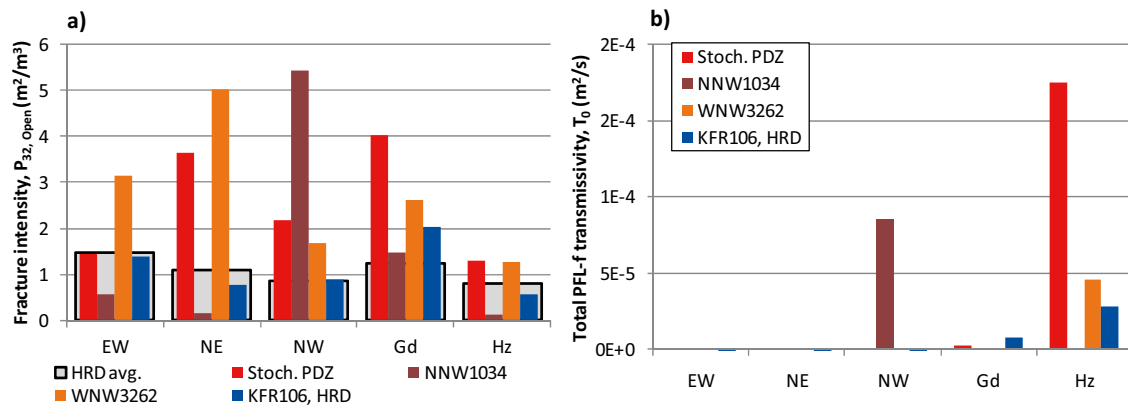 a)
Fracture intensity, P32, Open (m²/m³)
6
5
4
3
2
1
0
EW NE NW Gd Hz
HRD avg. Stoch. PDZ NNW1034
WNW3262 KFR106, HRD
b)
Total PFL-f transmissivity, T0 (m²/s)
2E-4
2E-4
1E-4
5E-5
0E+0
Stoch. PDZ
NNW1034
WNW3262
KFR106, HRD
EW NE NW Gd Hz